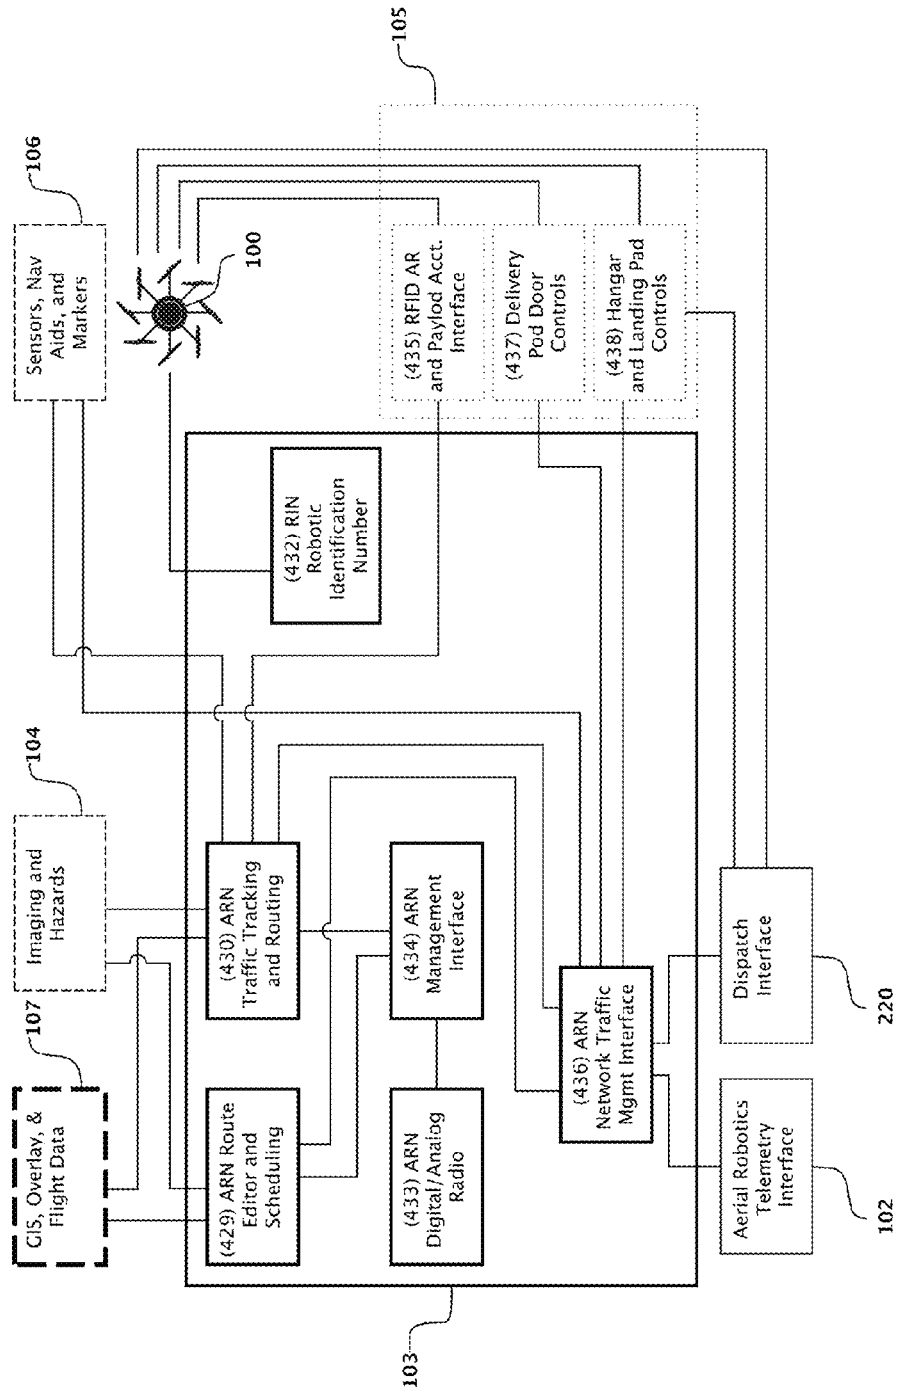 107
GIS, Overlay, &
Flight Data
104
Imaging and
Hazards
106
Sensors, Nav
Aids, and
Markers
100
105
(429) ARN Route
Editor and
Scheduling
(430) ARN
Traffic Tracking
and Routing
(432) RIN
Robotic
Identification
Number
(433) ARN
Digital/Analog
Radio
(434) ARN
Management
Interface
(435) RFID AR
and Paylod Acct.
Interface
(437) Delivery
Pod Door
Controls
(438) Hangar
and Landing Pad
Controls
(436) ARN
Network Traffic
Mgmt Interface
103
Aerial Robotics
Telemetry
Interface
102
Dispatch
Interface
220